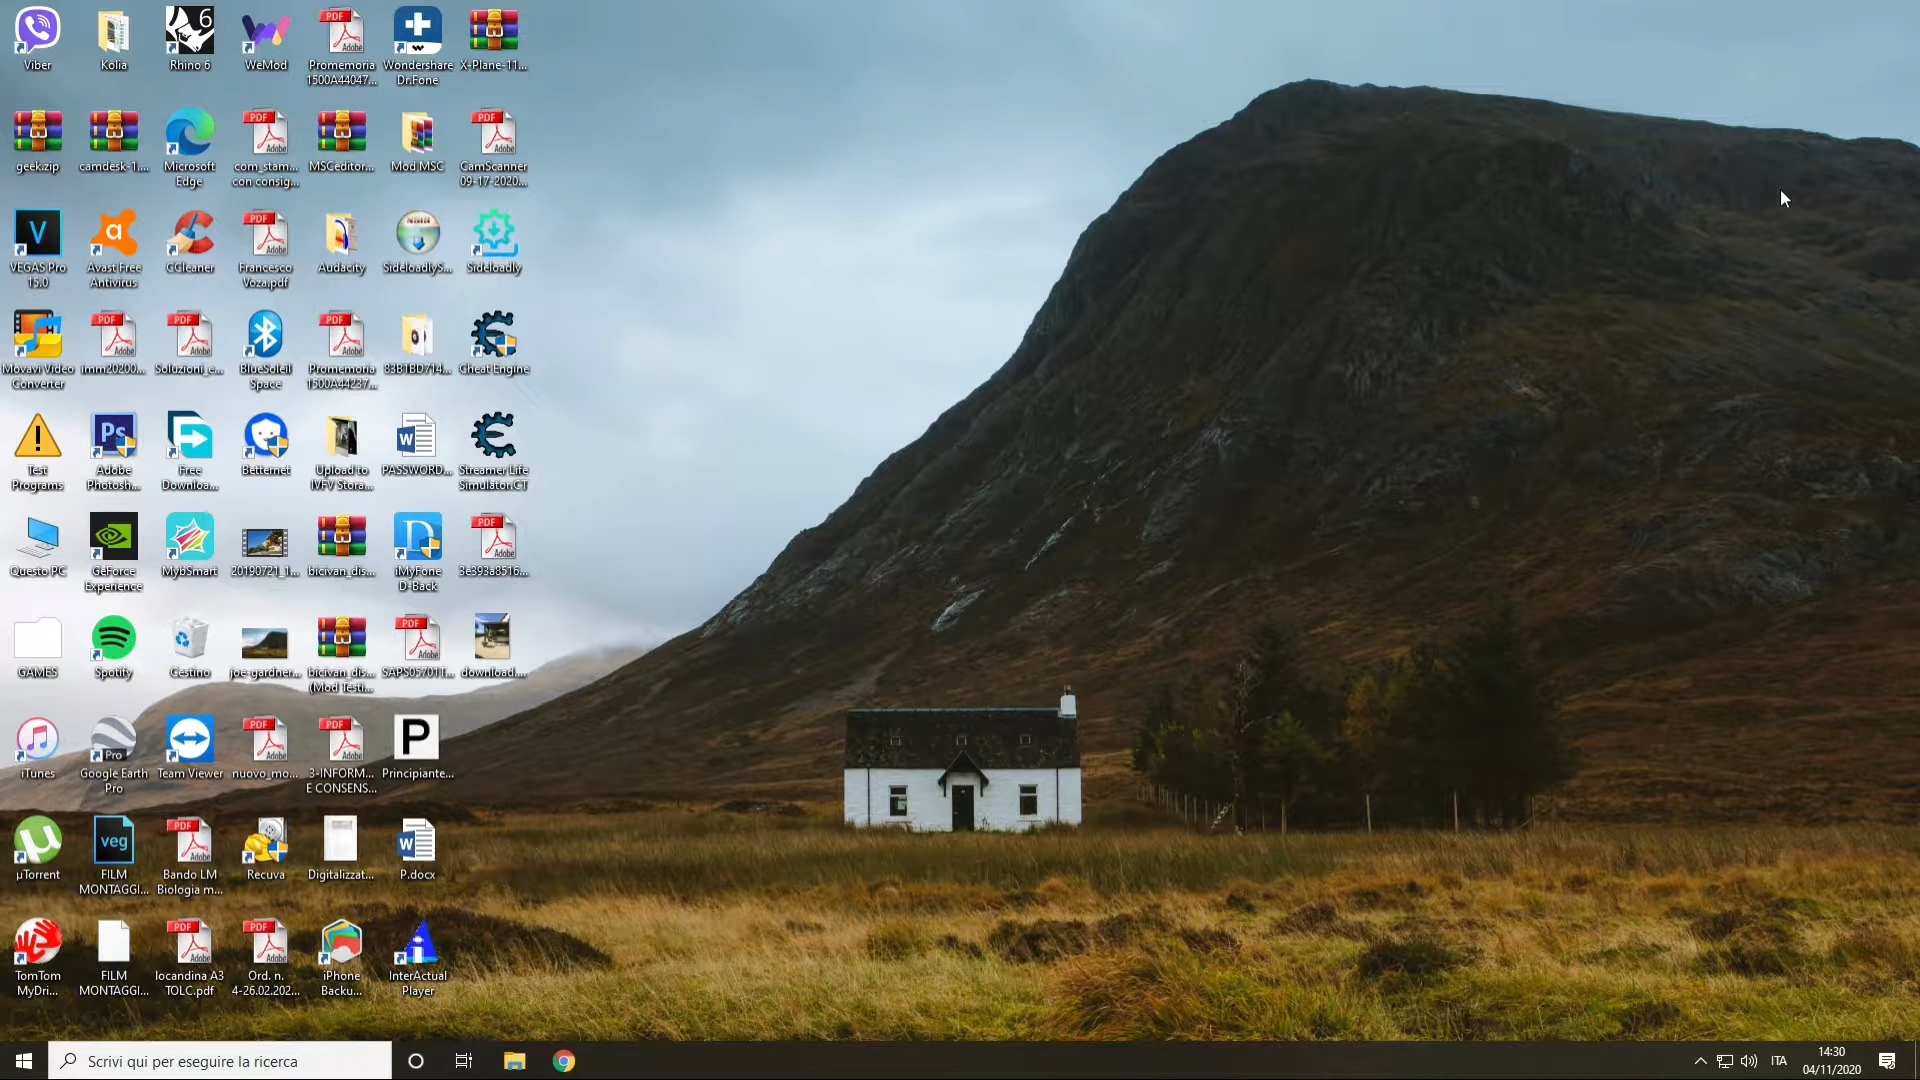 Viber
Kolia
Rhino 6
WeMod
Promemoria
1500A44047...
Wondershare
Dr.Fone
X-Plane-11...
geek.zip
camdesk-1....
Microsoft
Edge
com_stam...
con consig...
MSCeditor...
Mod MSC
CamScanner
09-17-2020...
VEGAS Pro
15.0
Avast Free
Antivirus
CCleaner
Francesco
Voza.pdf
Audacity
SideloadlyS...
Sideloadly
Movavi Video
Converter
imm20200...
Soluzioni_e...
BlueSoleil
Space
Promemoria
1500A44237...
83B1BD714...
Cheat Engine
Test
Programs
Adobe
Photosh...
Free
Downloa...
Betternet
Upload to
IVFV Stora...
PASSWORD...
Streamer Life
Simulator.CT
Questo PC
GeForce
Experience
MybSmart
20190721_1...
bicivan_dis...
iMyFone
D-Back
3e393a8516...
GAMES
Spotify
Cestino
joe-gardner...
bicivan_dis...
(Mod Testi...
SAPS05701T...
download....
iTunes
Google Earth
Pro
Team Viewer
nuovo_mo...
3-INFORM...
E CONSENS...
Principiante...
µTorrent
FILM
MONTAGGI...
Bando LM
Biologia m...
Recuva
Digitalizzat...
P.docx
TomTom
MyDri...
FILM
MONTAGGI...
locandina A3
TOLC.pdf
Ord. n.
4-26.02.202...
iPhone
Backu...
InterActual
Player
Scrivi qui per eseguire la ricerca
ITA
14:30
04/11/2020